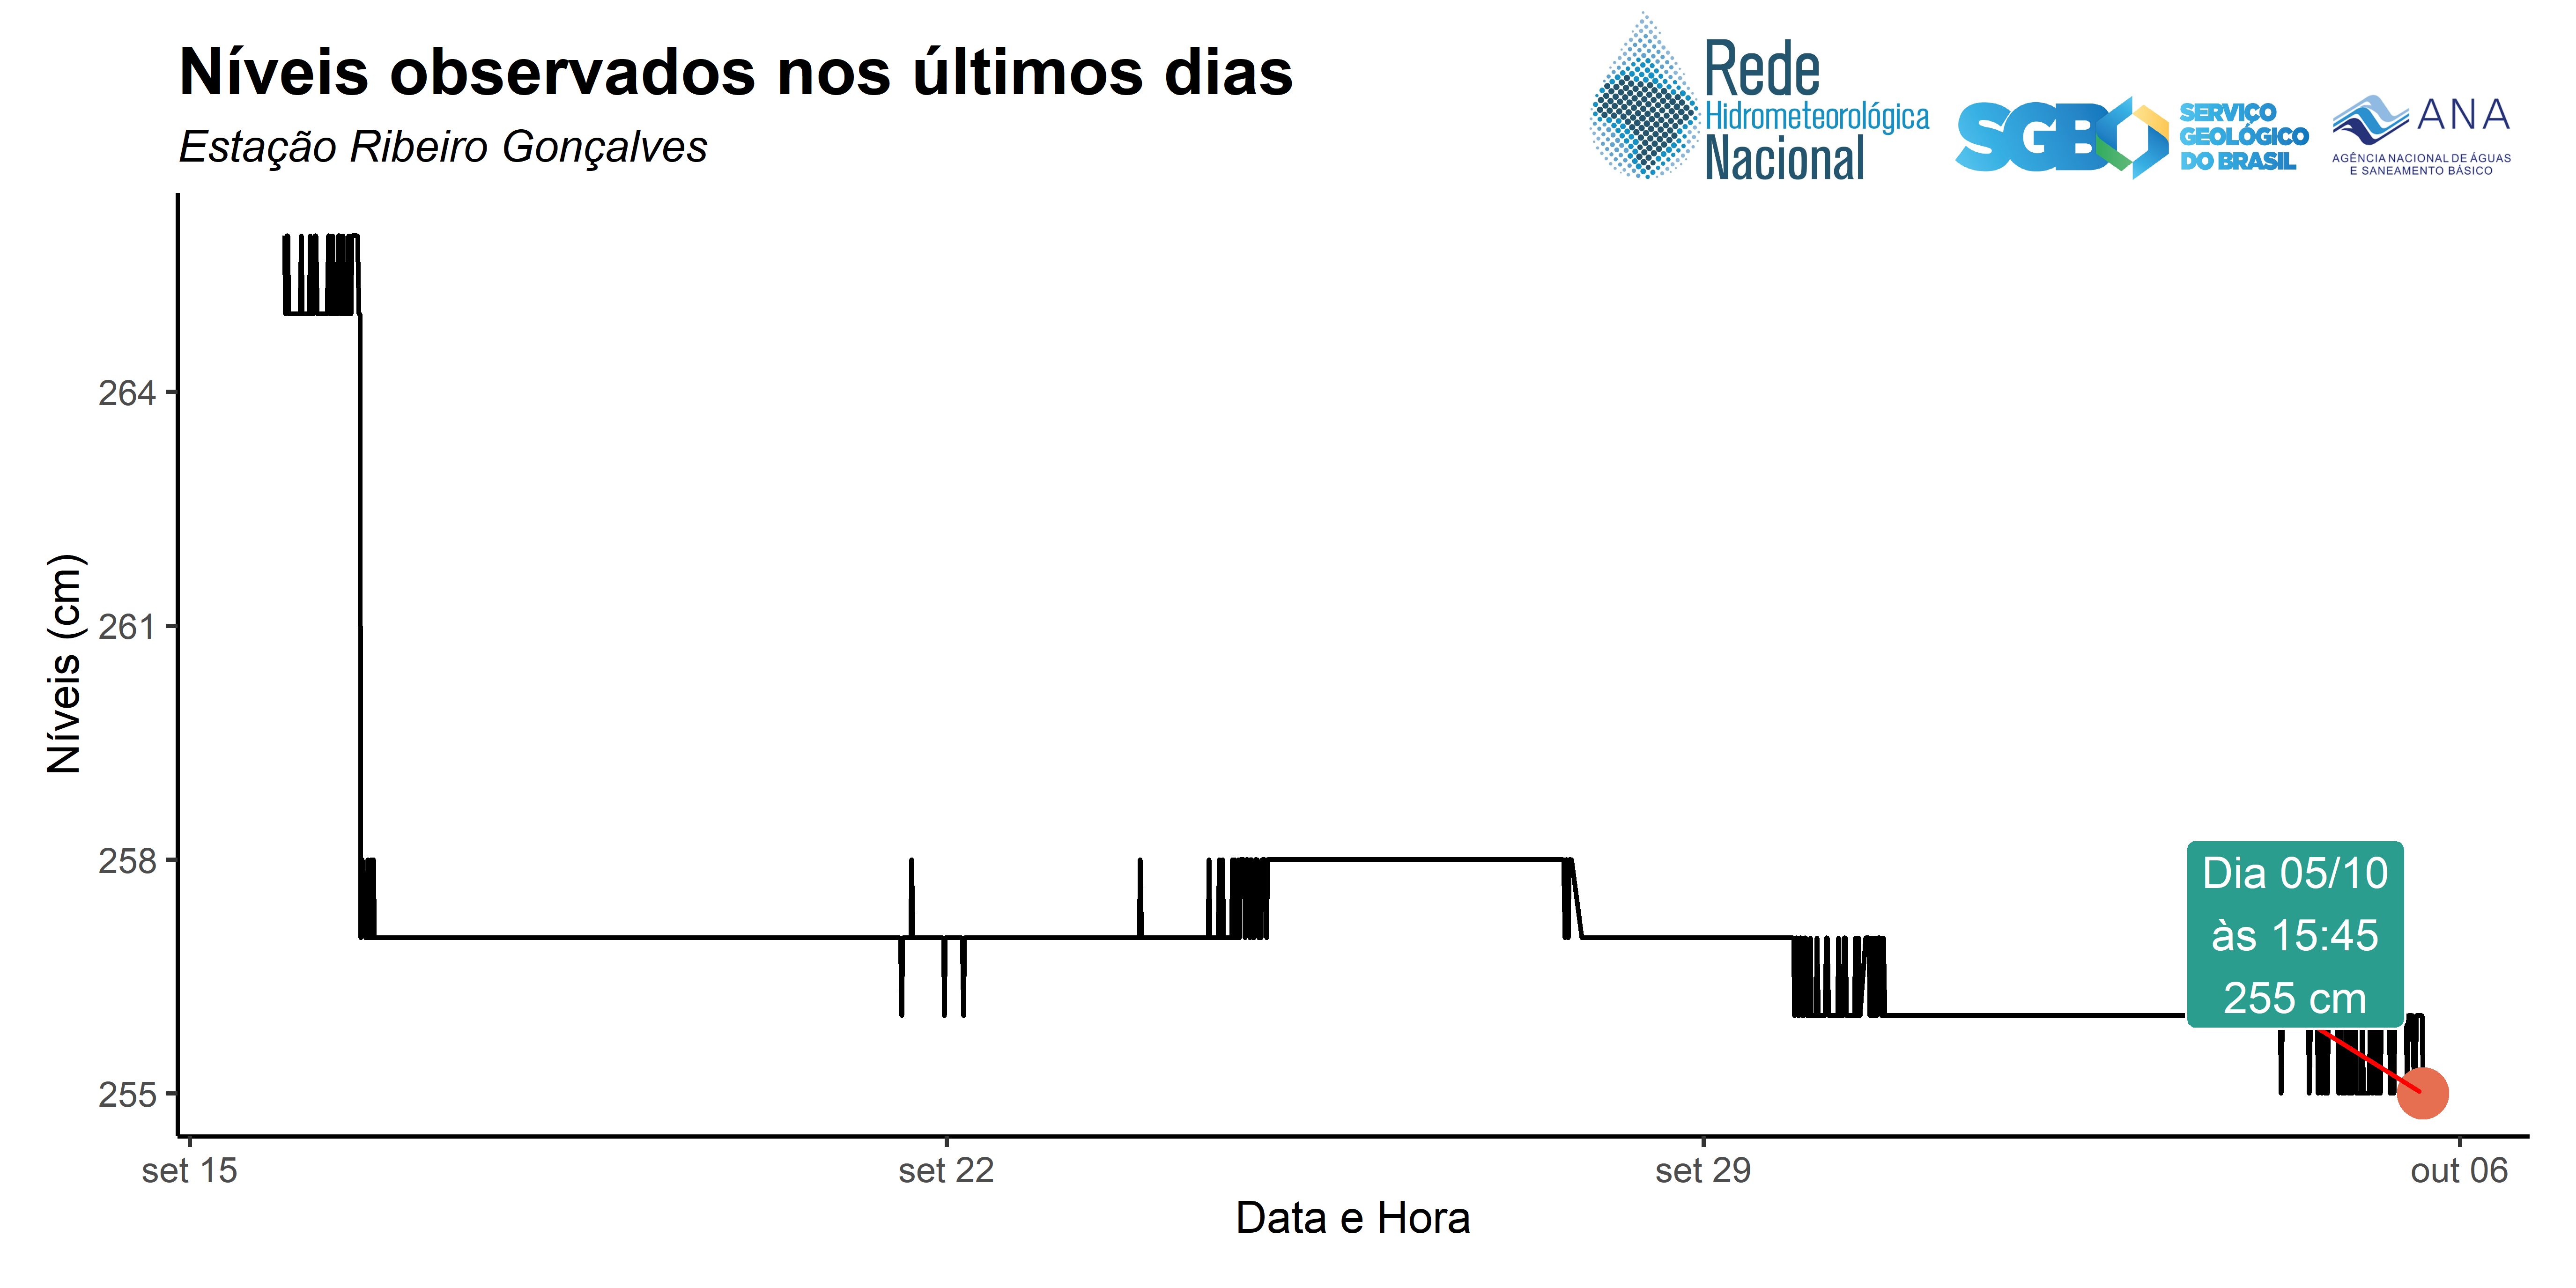 Níveis observados nos últimos dias
Estação Ribeiro Gonçalves
Rede
Hidrometeorológica
Nacional
SGB
SERVIÇO
GEOLÓGICO
DO BRASIL
ANA
AGÊNCIA NACIONAL DE ÁGUAS
E SANEAMENTO BÁSICO
Níveis (cm)
264
261
258
255
Dia 05/10
às 15:45
255 cm
set 15
set 22
set 29
out 06
Data e Hora